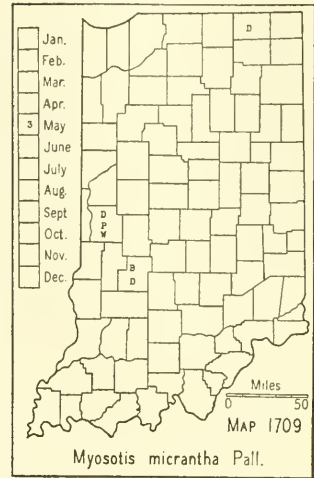 Jan.
Feb.
Mar.
Apr.
3 May
June
July
Aug.
Sept
Oct.
Nov.
Dec.
D
D
P
W
B
D
Miles
0 50
MAP 1709
Myosotis micrantha Pall.